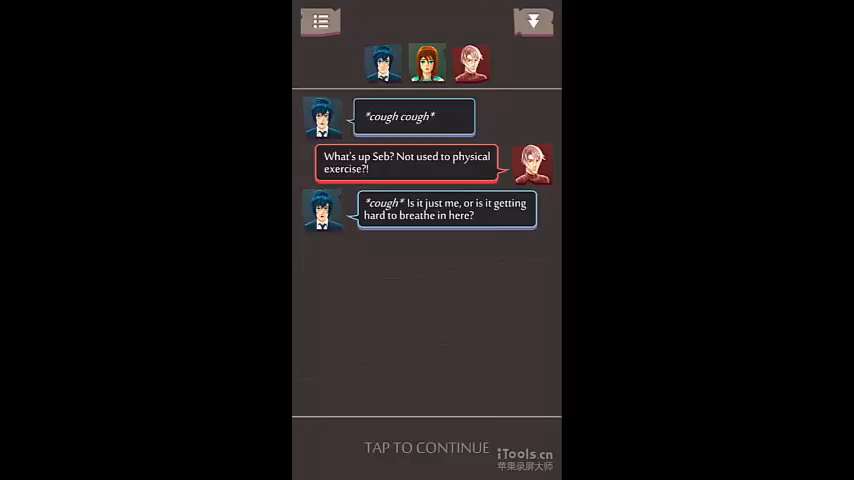 *cough cough*
What's up Seb? Not used to physical
exercise?!
*cough* Is it just me, or is it getting
hard to breathe in here?
TAP TO CONTINUE
iTools.cn
苹果录屏大师